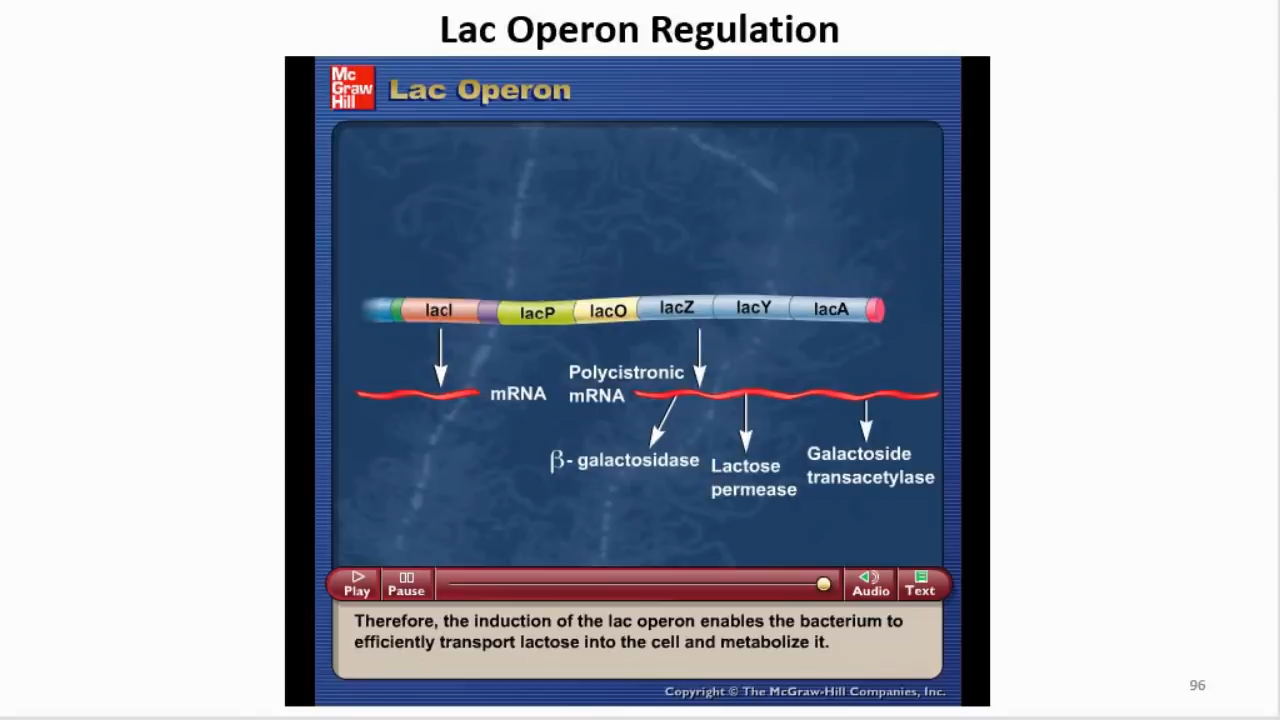 Lac Operon Regulation
Mc
Graw
Hill
Lac Operon
lacI
lacP
lacO
lacZ
lacY
lacA
mRNA
Polycistronic
mRNA
β- galactosidase
Lactose
permease
Galactoside
transacetylase
Play
Pause
Audio
Text
Therefore, the induction of the lac operon enables the bacterium to
efficiently transport lactose into the cell and metabolize it.
Copyright © The McGraw-Hill Companies, Inc.
96